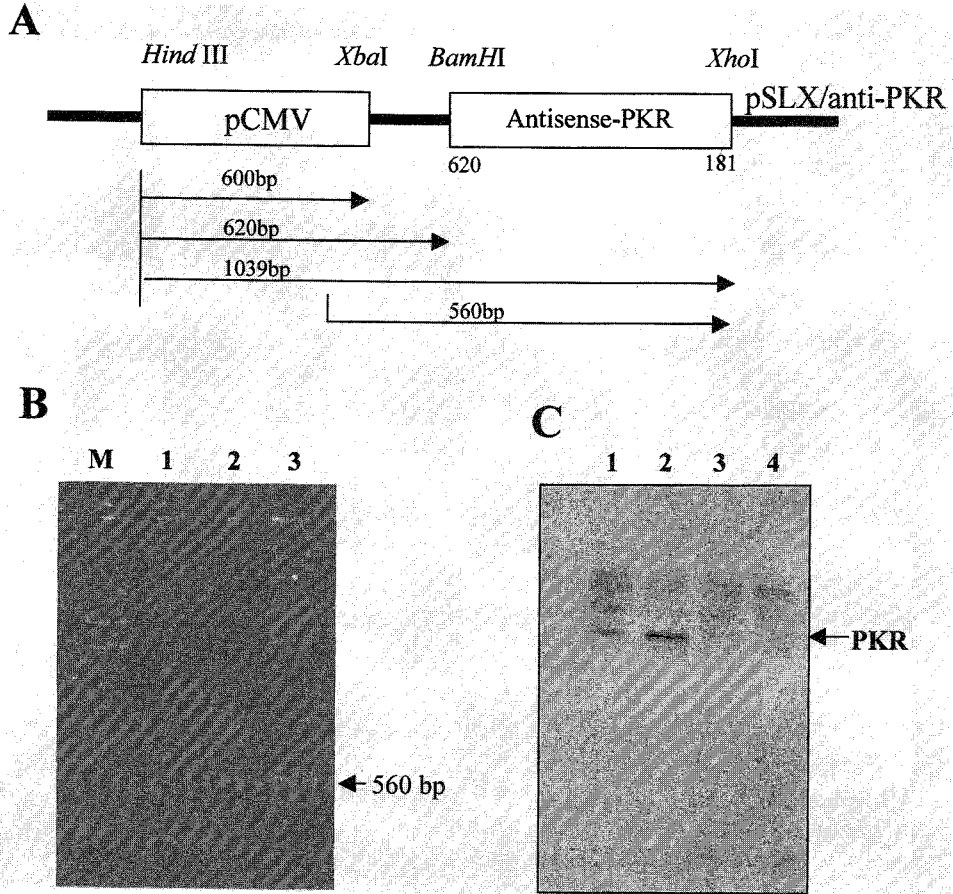 A
Hind III XbaI BamHI XhoI
pCMV Antisense-PKR pSLX/anti-PKR
620 181
600bp
620bp
1039bp
560bp
B
M 1 2 3
560 bp
C
1 2 3 4
PKR